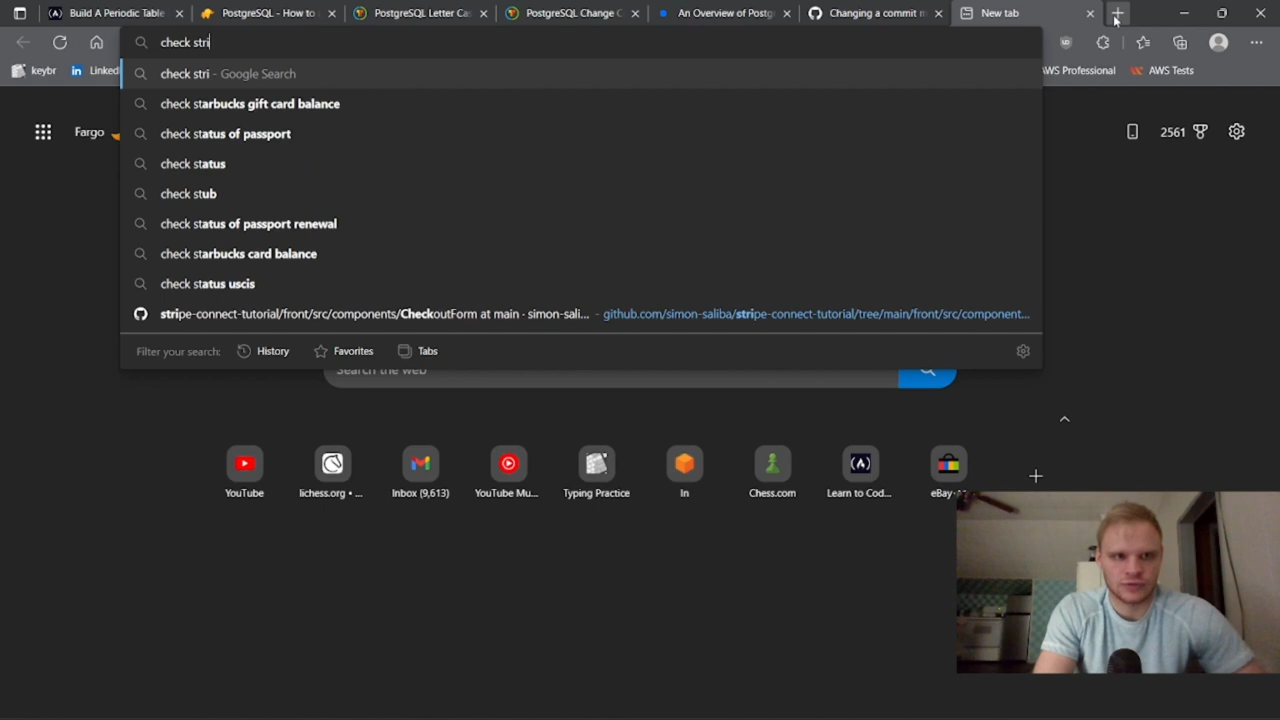 Build A Periodic Table
PostgreSQL - How to
PostgreSQL Letter Ca
PostgreSQL Change C
An Overview of Postg
Changing a commit m
New tab
check stri
keybr
Linked
AWS Professional
AWS Tests
check stri - Google Search
check starbucks gift card balance
check status of passport
check status
check stub
check status of passport renewal
check starbucks card balance
check status uscis
stripe-connect-tutorial/front/src/components/CheckoutForm at main · simon-sali... - github.com/simon-saliba/stripe-connect-tutorial/tree/main/front/src/component...
Filter your search: History Favorites Tabs
Fargo
2561
Search the web
YouTube
lichess.org • ...
Inbox (9,613)
YouTube Mu...
Typing Practice
In
Chess.com
Learn to Cod...